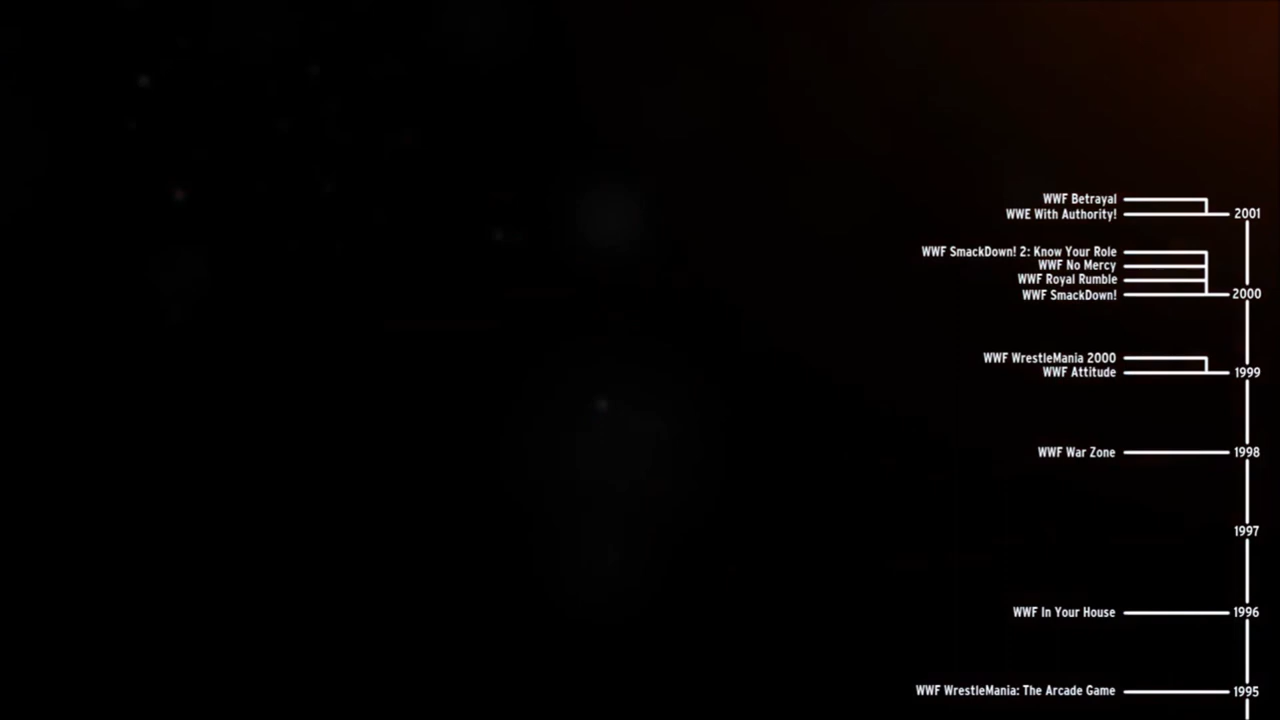 WWF Betrayal
WWE With Authority! 2001
WWF SmackDown! 2: Know Your Role
WWF No Mercy
WWF Royal Rumble
WWF SmackDown! 2000
WWF WrestleMania 2000
WWF Attitude 1999
WWF War Zone 1998
1997
WWF In Your House 1996
WWF WrestleMania: The Arcade Game 1995